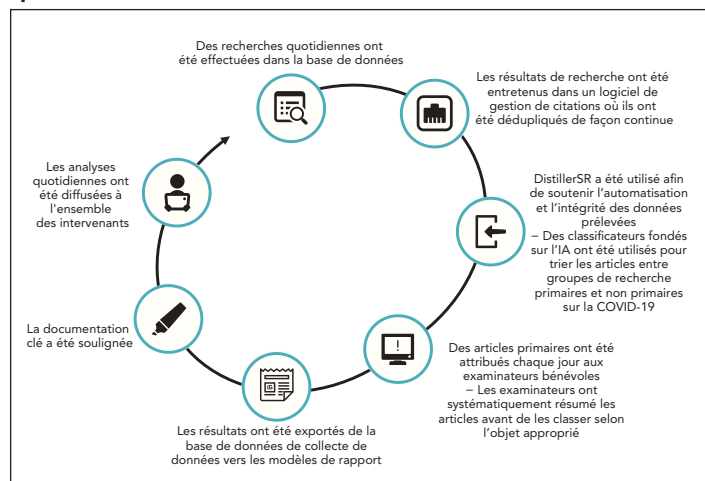 Des recherches quotidiennes ont
été effectuées dans la base de données
Les résultats de recherche ont été
entretenus dans un logiciel de
gestion de citations où ils ont
été dédupliqués de façon continue
DistillerSR a été utilisé afin
de soutenir l'automatisation
et l'intégrité des données
prélevées
– Des classificateurs fondés
sur l'IA ont été utilisés pour
trier les articles entre
groupes de recherche
primaires et non primaires
sur la COVID-19
Des articles primaires ont été
attribués chaque jour aux
examinateurs bénévoles
– Les examinateurs ont
systématiquement résumé les
articles avant de les classer selon
l'objet approprié
Les résultats ont été exportés de la
base de données de collecte de
données vers les modèles de rapport
La documentation
clé a été soulignée
Les analyses
quotidiennes ont
été diffusées à
l'ensemble
des intervenants